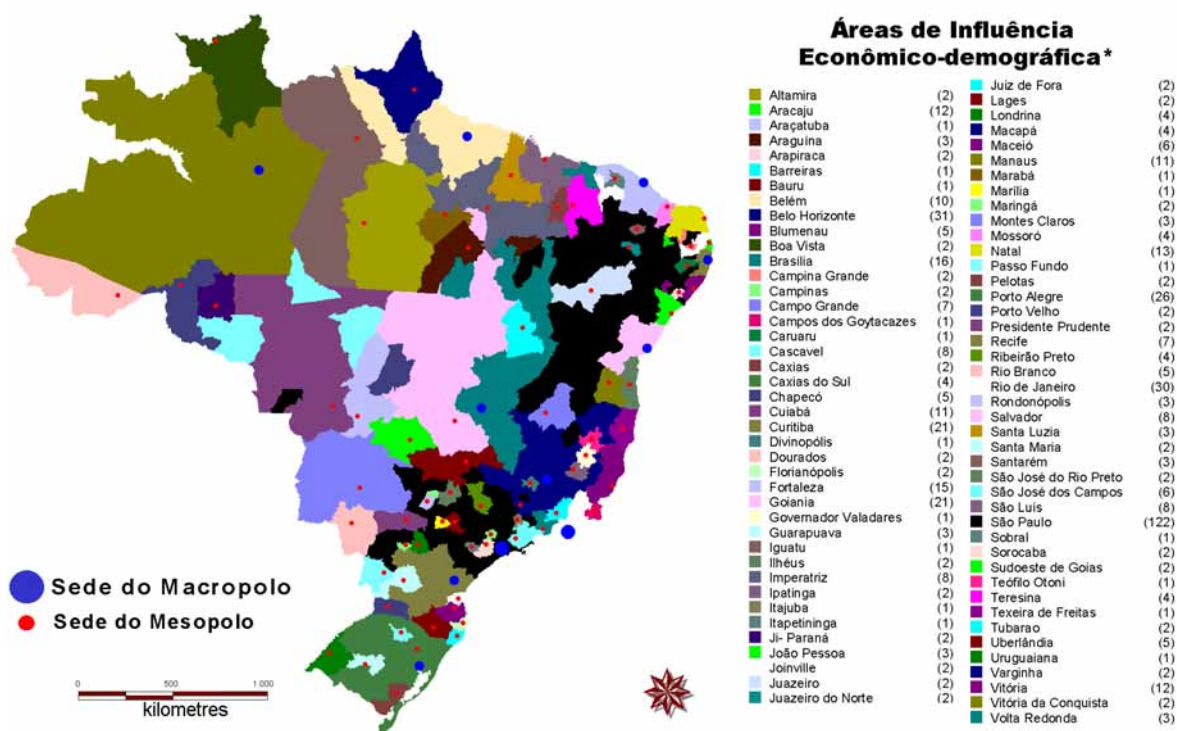 Áreas de Influência
Econômico-demográfica*
Altamira (2)
Aracaju (12)
Araçatuba (1)
Araguína (3)
Arapiraca (2)
Barreiras (1)
Bauru (1)
Belém (10)
Belo Horizonte (31)
Blumenau (5)
Boa Vista (2)
Brasília (16)
Campina Grande (2)
Campinas (2)
Campo Grande (7)
Campos dos Goytacazes (1)
Caruaru (1)
Cascavel (8)
Caxias (2)
Caxias do Sul (4)
Chapecó (5)
Cuiabá (11)
Curitiba (21)
Divinopólis (1)
Dourados (2)
Florianópolis (2)
Fortaleza (15)
Goiania (21)
Governador Valadares (1)
Guarapuava (3)
Iguatu (1)
Ilhéus (2)
Imperatriz (8)
Ipatinga (2)
Itajuba (1)
Itapetininga (1)
Ji- Paraná (2)
João Pessoa (3)
Joinville (2)
Juazeiro (2)
Juazeiro do Norte (2)
Juiz de Fora (2)
Lages (2)
Londrina (4)
Macapá (4)
Maceió (6)
Manaus (11)
Marabá (1)
Marília (1)
Maringá (2)
Montes Claros (3)
Mossoró (4)
Natal (13)
Passo Fundo (1)
Pelotas (2)
Porto Alegre (26)
Porto Velho (2)
Presidente Prudente (2)
Recife (7)
Ribeirão Preto (4)
Rio Branco (5)
Rio de Janeiro (30)
Rondonópolis (3)
Salvador (8)
Santa Luzia (3)
Santa Maria (2)
Santarém (3)
São José do Rio Preto (2)
São José dos Campos (6)
São Luís (8)
São Paulo (122)
Sobral (1)
Sorocaba (2)
Sudoeste de Goias (2)
Teófilo Otoni (1)
Teresina (4)
Texeira de Freitas (1)
Tubarao (2)
Uberlândia (5)
Uruguaiana (1)
Varginha (2)
Vitória (12)
Vitória da Conquista (2)
Volta Redonda (3)
Sede do Macropolo
Sede do Mesopolo
0 500 1.000
kilometres